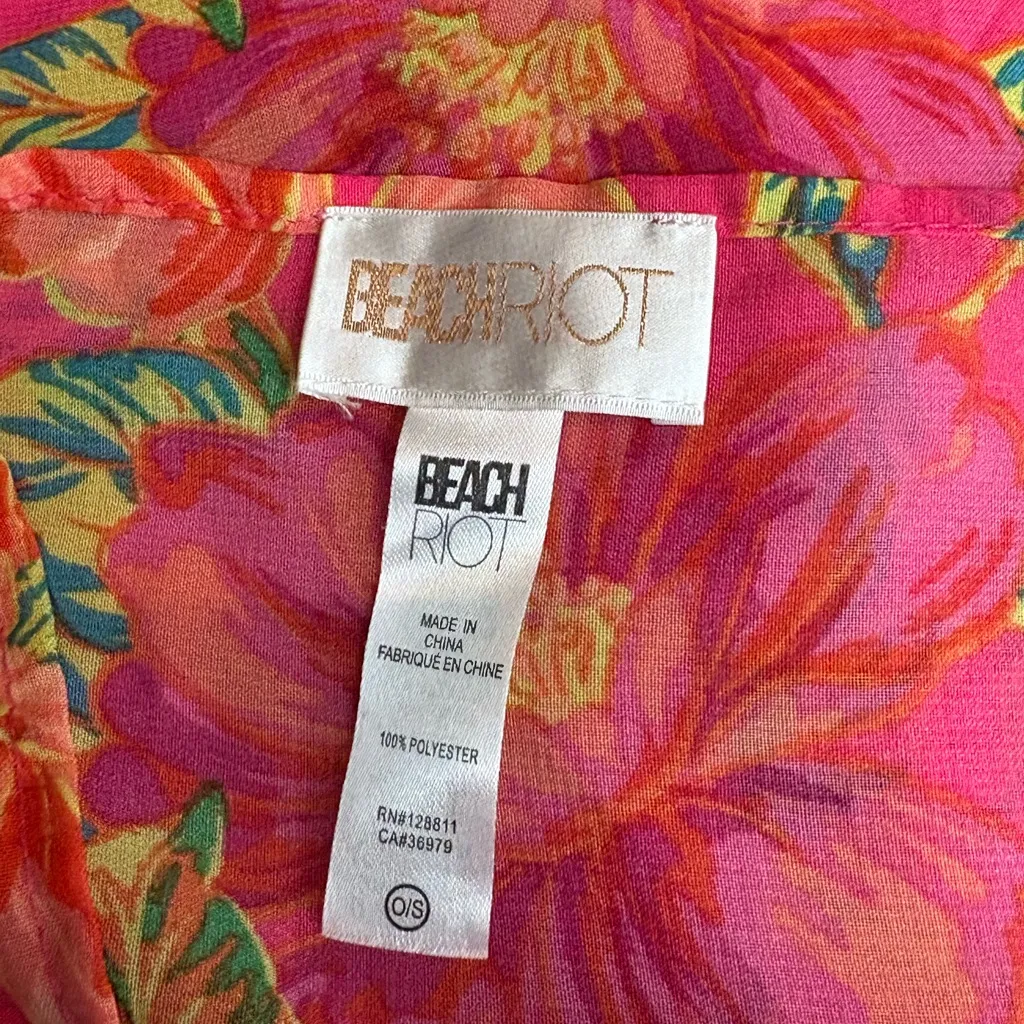 BEACHRIOT
BEACH
RIOT
MADE IN
CHINA
FABRIQUÉ EN CHINE
100% POLYESTER
RN#128811
CA#36979
O/S